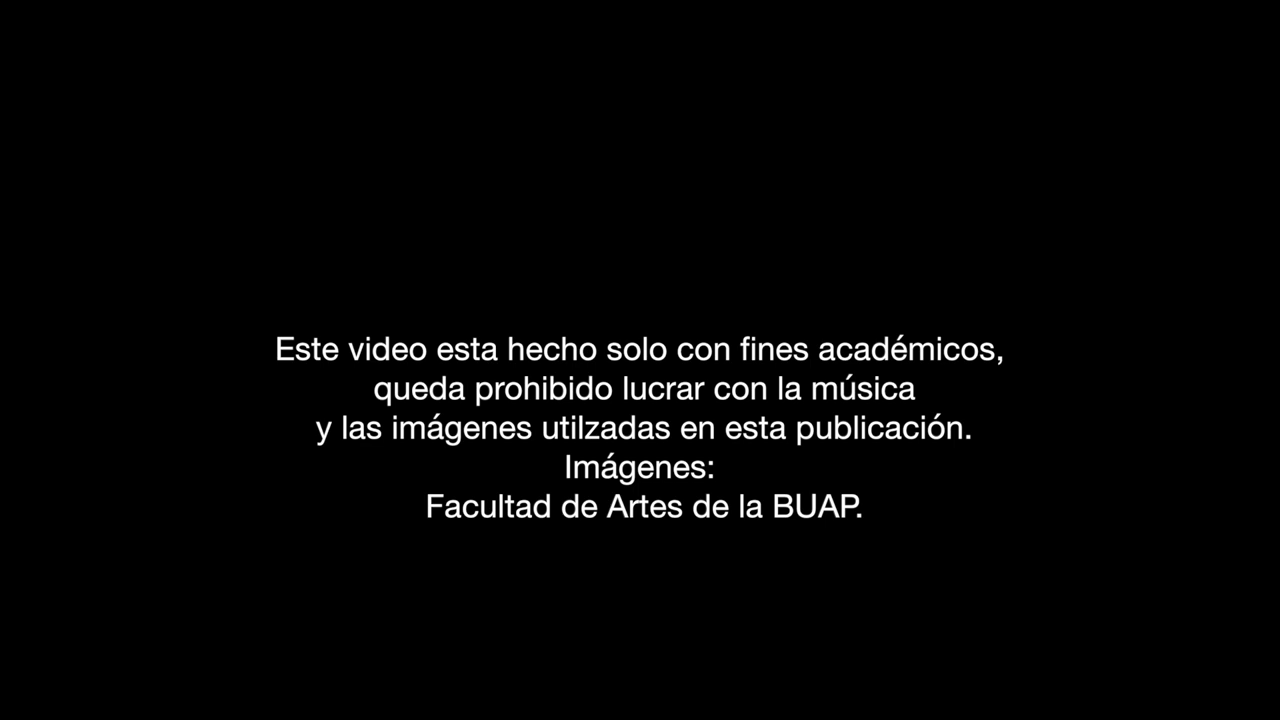 Este video esta hecho solo con fines académicos,
queda prohibido lucrar con la música
y las imágenes utilzadas en esta publicación.
Imágenes:
Facultad de Artes de la BUAP.